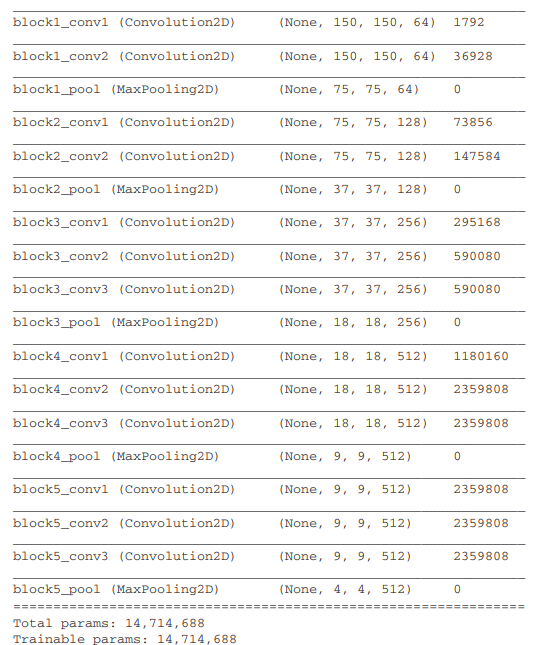 block1_conv1 (Convolution2D) (None, 150, 150, 64) 1792
block1_conv2 (Convolution2D) (None, 150, 150, 64) 36928
block1_pool (MaxPooling2D) (None, 75, 75, 64) 0
block2_conv1 (Convolution2D) (None, 75, 75, 128) 73856
block2_conv2 (Convolution2D) (None, 75, 75, 128) 147584
block2_pool (MaxPooling2D) (None, 37, 37, 128) 0
block3_conv1 (Convolution2D) (None, 37, 37, 256) 295168
block3_conv2 (Convolution2D) (None, 37, 37, 256) 590080
block3_conv3 (Convolution2D) (None, 37, 37, 256) 590080
block3_pool (MaxPooling2D) (None, 18, 18, 256) 0
block4_conv1 (Convolution2D) (None, 18, 18, 512) 1180160
block4_conv2 (Convolution2D) (None, 18, 18, 512) 2359808
block4_conv3 (Convolution2D) (None, 18, 18, 512) 2359808
block4_pool (MaxPooling2D) (None, 9, 9, 512) 0
block5_conv1 (Convolution2D) (None, 9, 9, 512) 2359808
block5_conv2 (Convolution2D) (None, 9, 9, 512) 2359808
block5_conv3 (Convolution2D) (None, 9, 9, 512) 2359808
block5_pool (MaxPooling2D) (None, 4, 4, 512) 0
================================================================
Total params: 14,714,688
Trainable params: 14,714,688